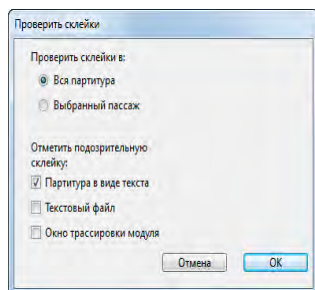 Проверить склейки
Проверить склейки в:
Вся партитура
Выбранный пассаж
Отметить подозрительную
склейку:
Партитура в виде текста
Текстовый файл
Окно трассировки модуля
Отмена
OK